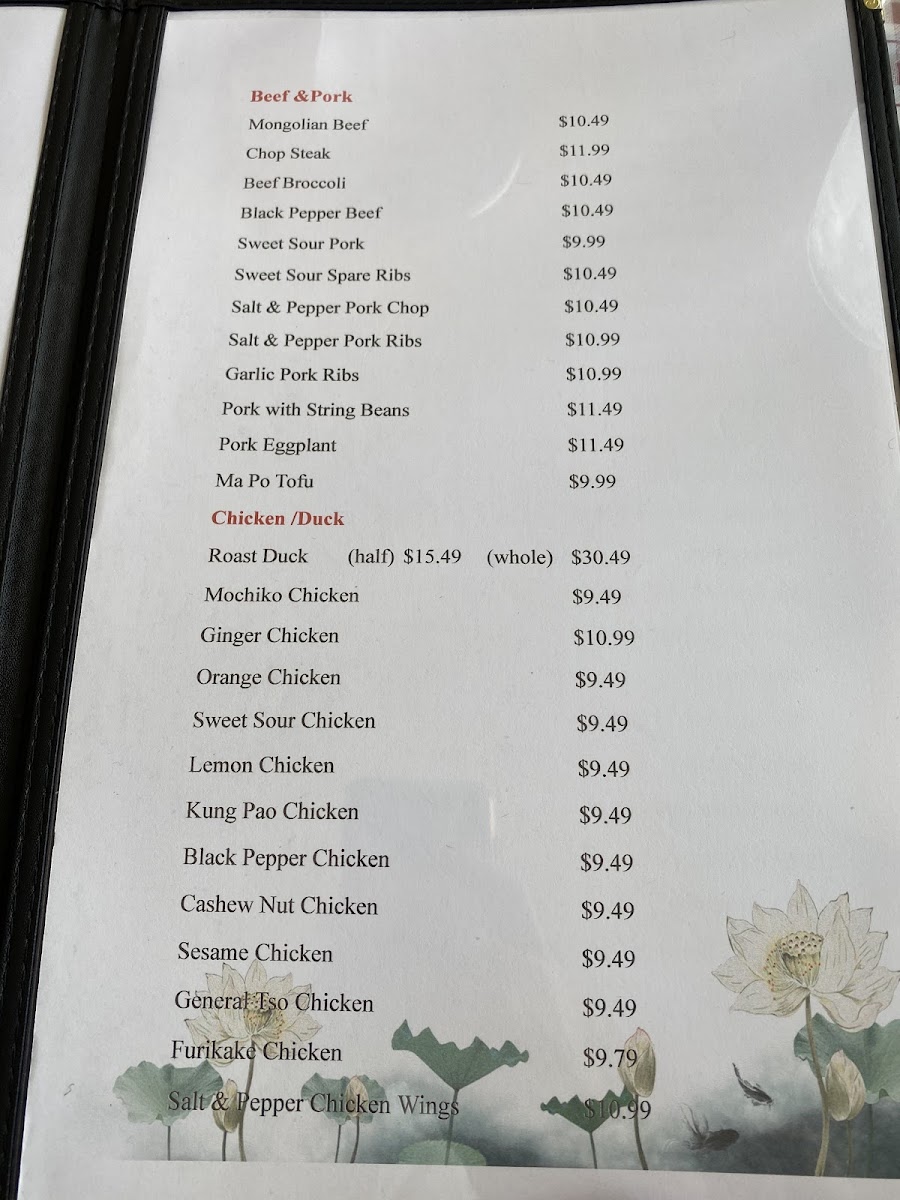 Beef &Pork
Mongolian Beef $10.49
Chop Steak $11.99
Beef Broccoli $10.49
Black Pepper Beef $10.49
Sweet Sour Pork $9.99
Sweet Sour Spare Ribs $10.49
Salt & Pepper Pork Chop $10.49
Salt & Pepper Pork Ribs $10.99
Garlic Pork Ribs $10.99
Pork with String Beans $11.49
Pork Eggplant $11.49
Ma Po Tofu $9.99
Chicken /Duck
Roast Duck (half) $15.49 (whole) $30.49
Mochiko Chicken $9.49
Ginger Chicken $10.99
Orange Chicken $9.49
Sweet Sour Chicken $9.49
Lemon Chicken $9.49
Kung Pao Chicken $9.49
Black Pepper Chicken $9.49
Cashew Nut Chicken $9.49
Sesame Chicken $9.49
General Tso Chicken $9.49
Furikake Chicken $9.79
Salt & Pepper Chicken Wings $10.99